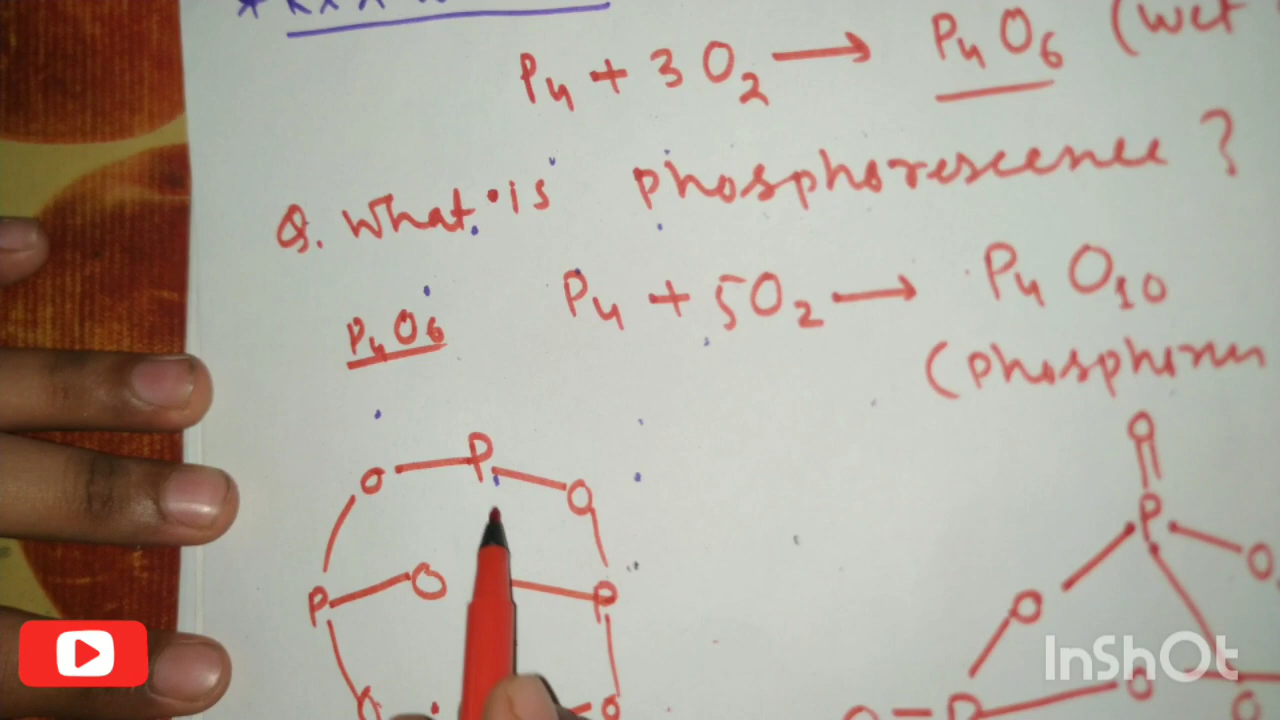 P4 + 3O2 → P4O6 (wet
Q. What is phosphorescence ?
P4 + 5O2 → P4O10
P4O6
(phosphorus
O
P
O P O
O
P O P
O
O O
P O O
InShOt